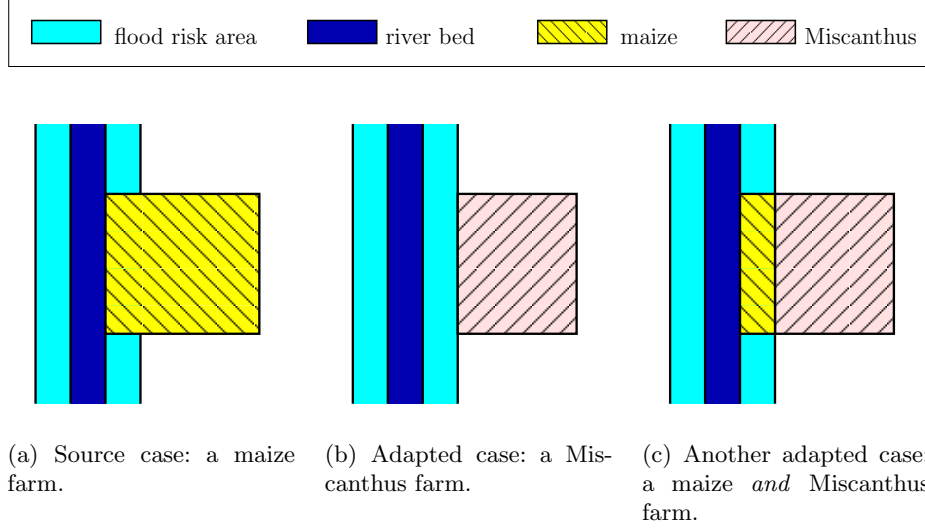 flood risk area river bed maize Miscanthus
(a) Source case: a maize
farm.
(b) Adapted case: a Mis-
canthus farm.
(c) Another adapted case:
a maize and Miscanthus
farm.